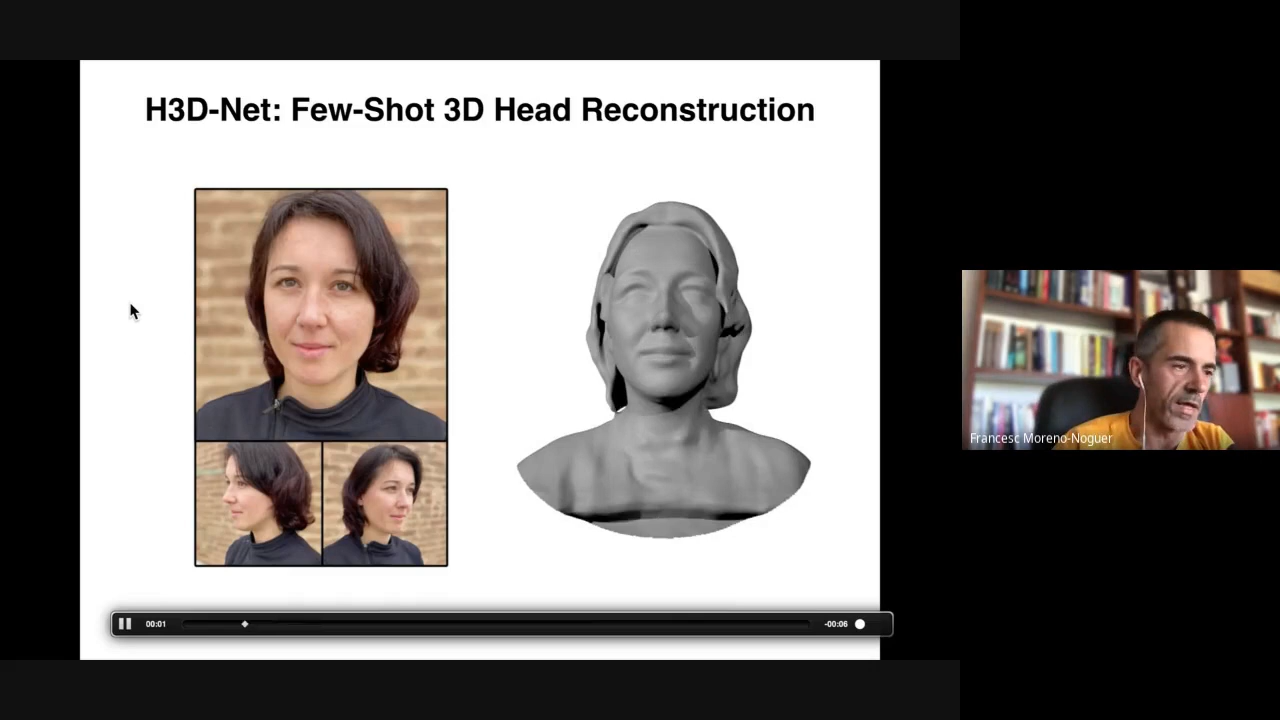 H3D-Net: Few-Shot 3D Head Reconstruction
Francesc Moreno-Noguer
00:01
-00:06